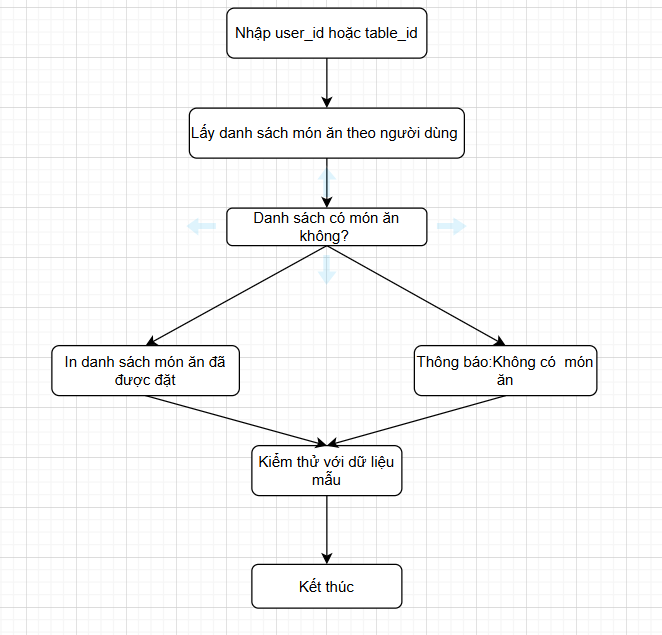 Nhập user_id hoặc table_id
Lấy danh sách món ăn theo người dùng
Danh sách có món ăn
không?
In danh sách món ăn đã
được đặt
Thông báo:Không có  món
ăn
Kiểm thử với dữ liệu
mẫu
Kết thúc